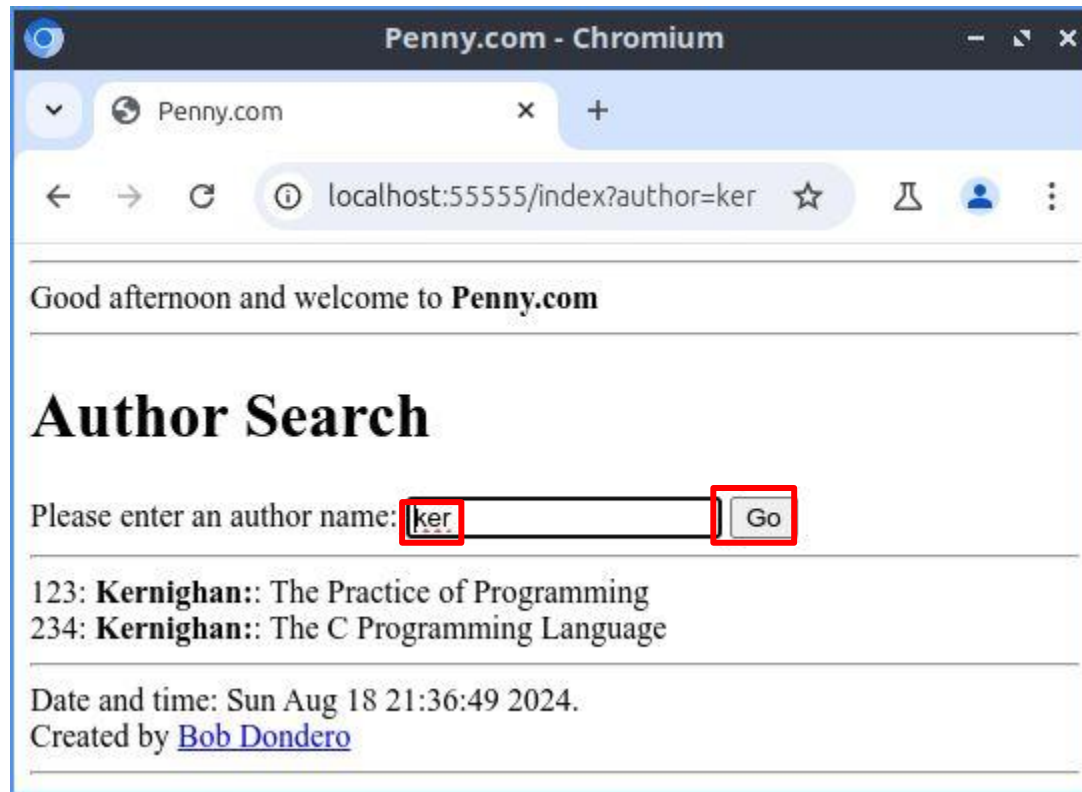 Penny.com - Chromium
Penny.com
localhost:55555/index?author=ker
Good afternoon and welcome to Penny.com
Author Search
Please enter an author name: ker Go
123: Kernighan:: The Practice of Programming
234: Kernighan:: The C Programming Language
Date and time: Sun Aug 18 21:36:49 2024.
Created by Bob Dondero